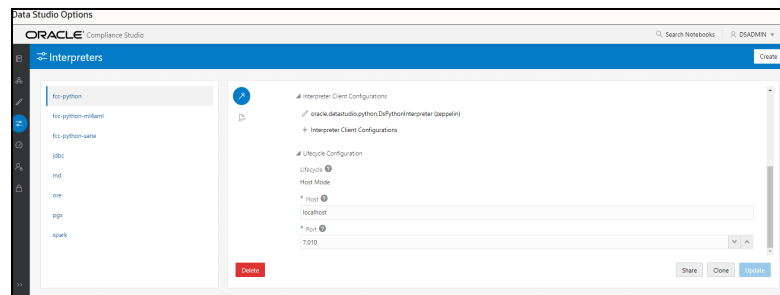 Data Studio Options
ORACLE Compliance Studio
Search Notebooks
DSADMIN
Interpreters
Create
fcc-python
fcc-python-ml4aml
fcc-python-sane
jdbc
md
ore
pgx
spark
Interpreter Client Configurations
oracle.datastudio.python.DsPythonInterpreter (zeppelin)
+ Interpreter Client Configurations
Lifecycle Configuration
Lifecycle
Host Mode
* Host
localhost
* Port
7,010
Delete
Share
Clone
Update